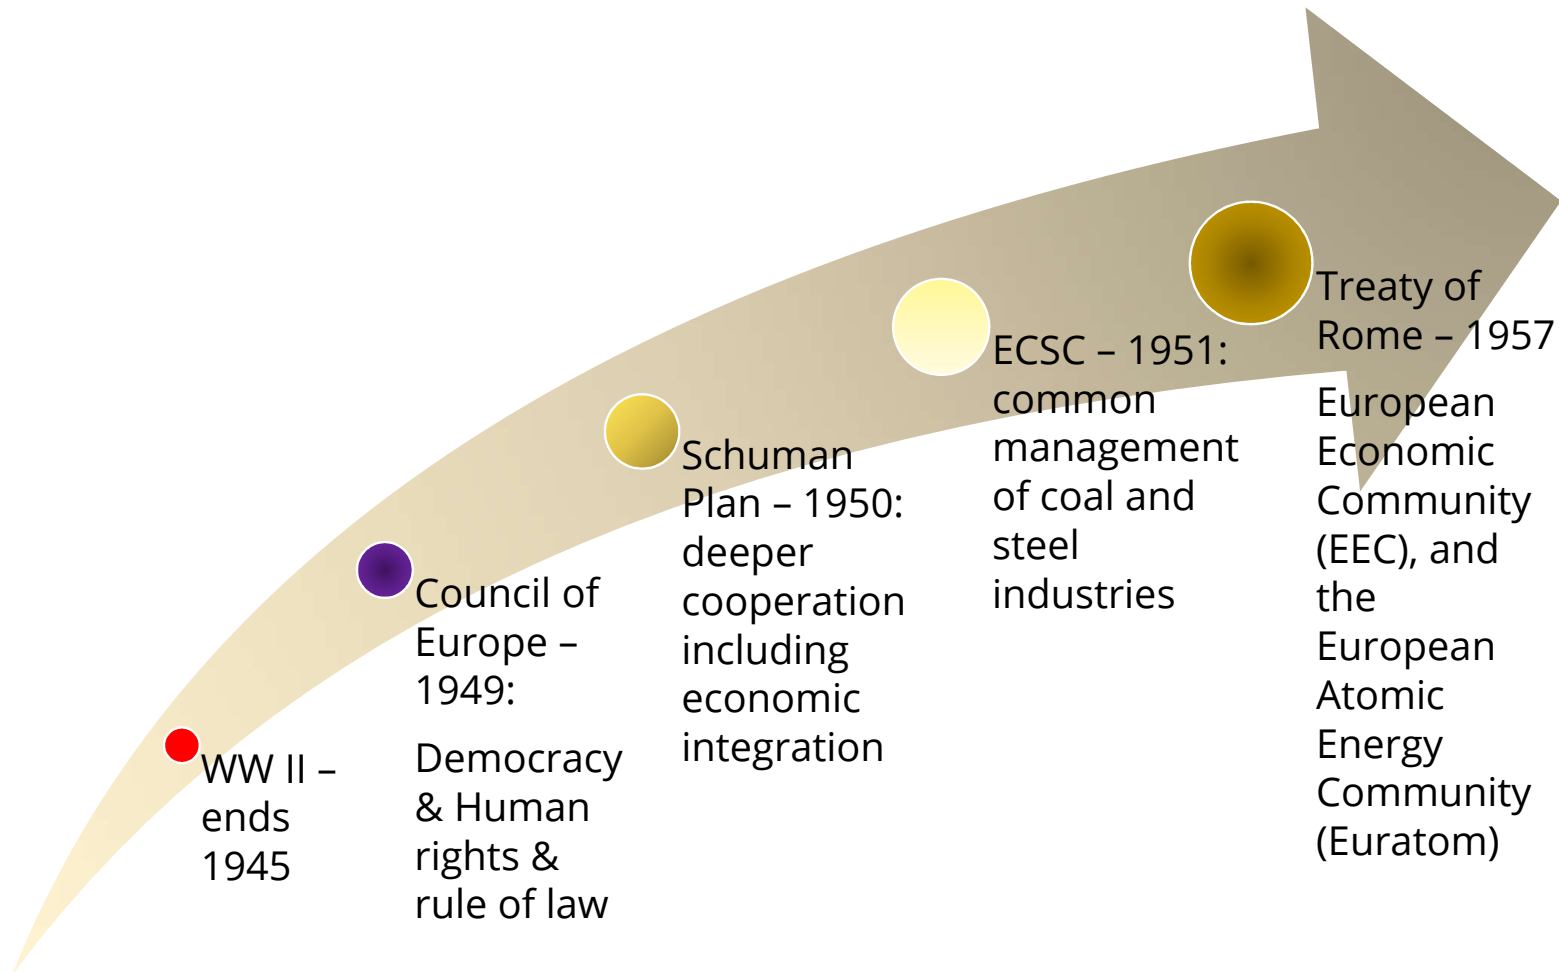 WW II –
ends
1945
Council of
Europe –
1949:
Democracy
& Human
rights &
rule of law
Schuman
Plan – 1950:
deeper
cooperation
including
economic
integration
ECSC – 1951:
common
management
of coal and
steel
industries
Treaty of
Rome – 1957
European
Economic
Community
(EEC), and
the
European
Atomic
Energy
Community
(Euratom)